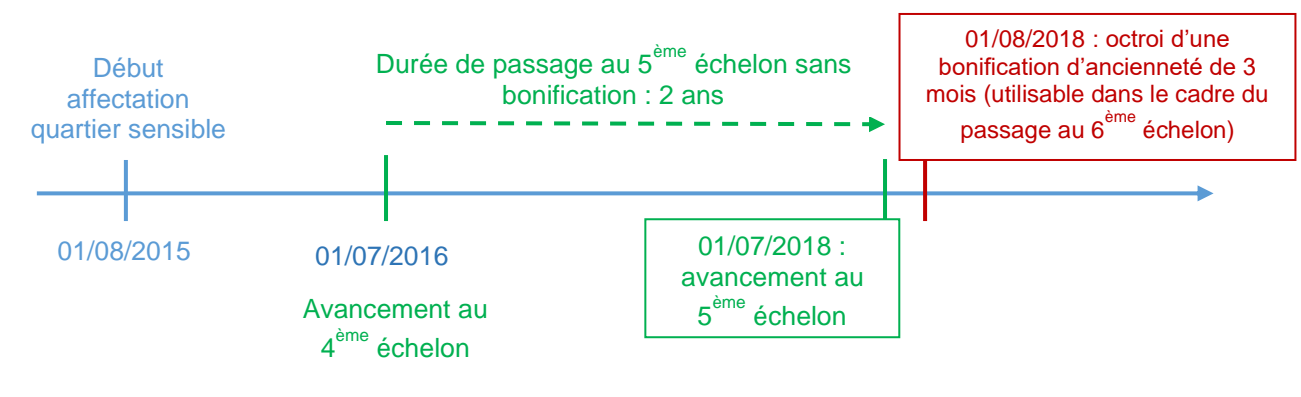 Début
affectation
quartier sensible
01/08/2015
Durée de passage au 5ème échelon sans
bonification : 2 ans
01/07/2016
Avancement au
4ème échelon
01/07/2018 :
avancement au
5ème échelon
01/08/2018 : octroi d’une
bonification d’ancienneté de 3
mois (utilisable dans le cadre du
passage au 6ème échelon)